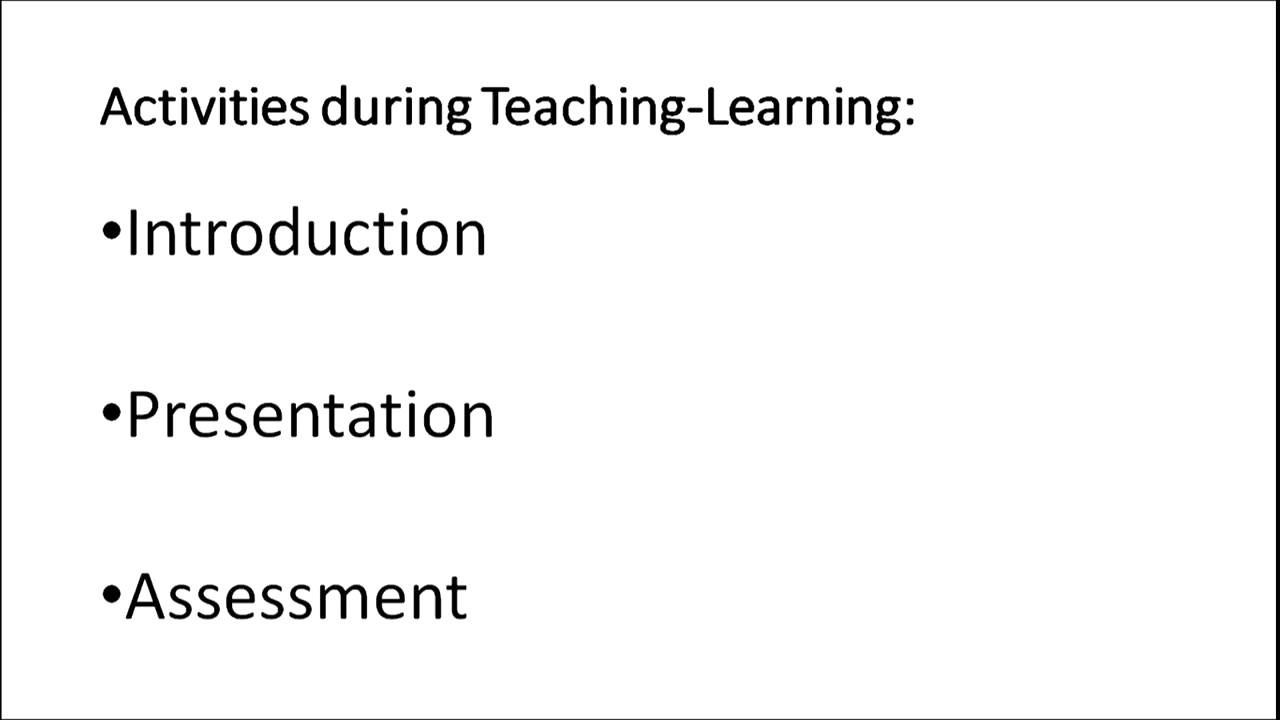 Activities during Teaching-Learning:
•Introduction
•Presentation
•Assessment